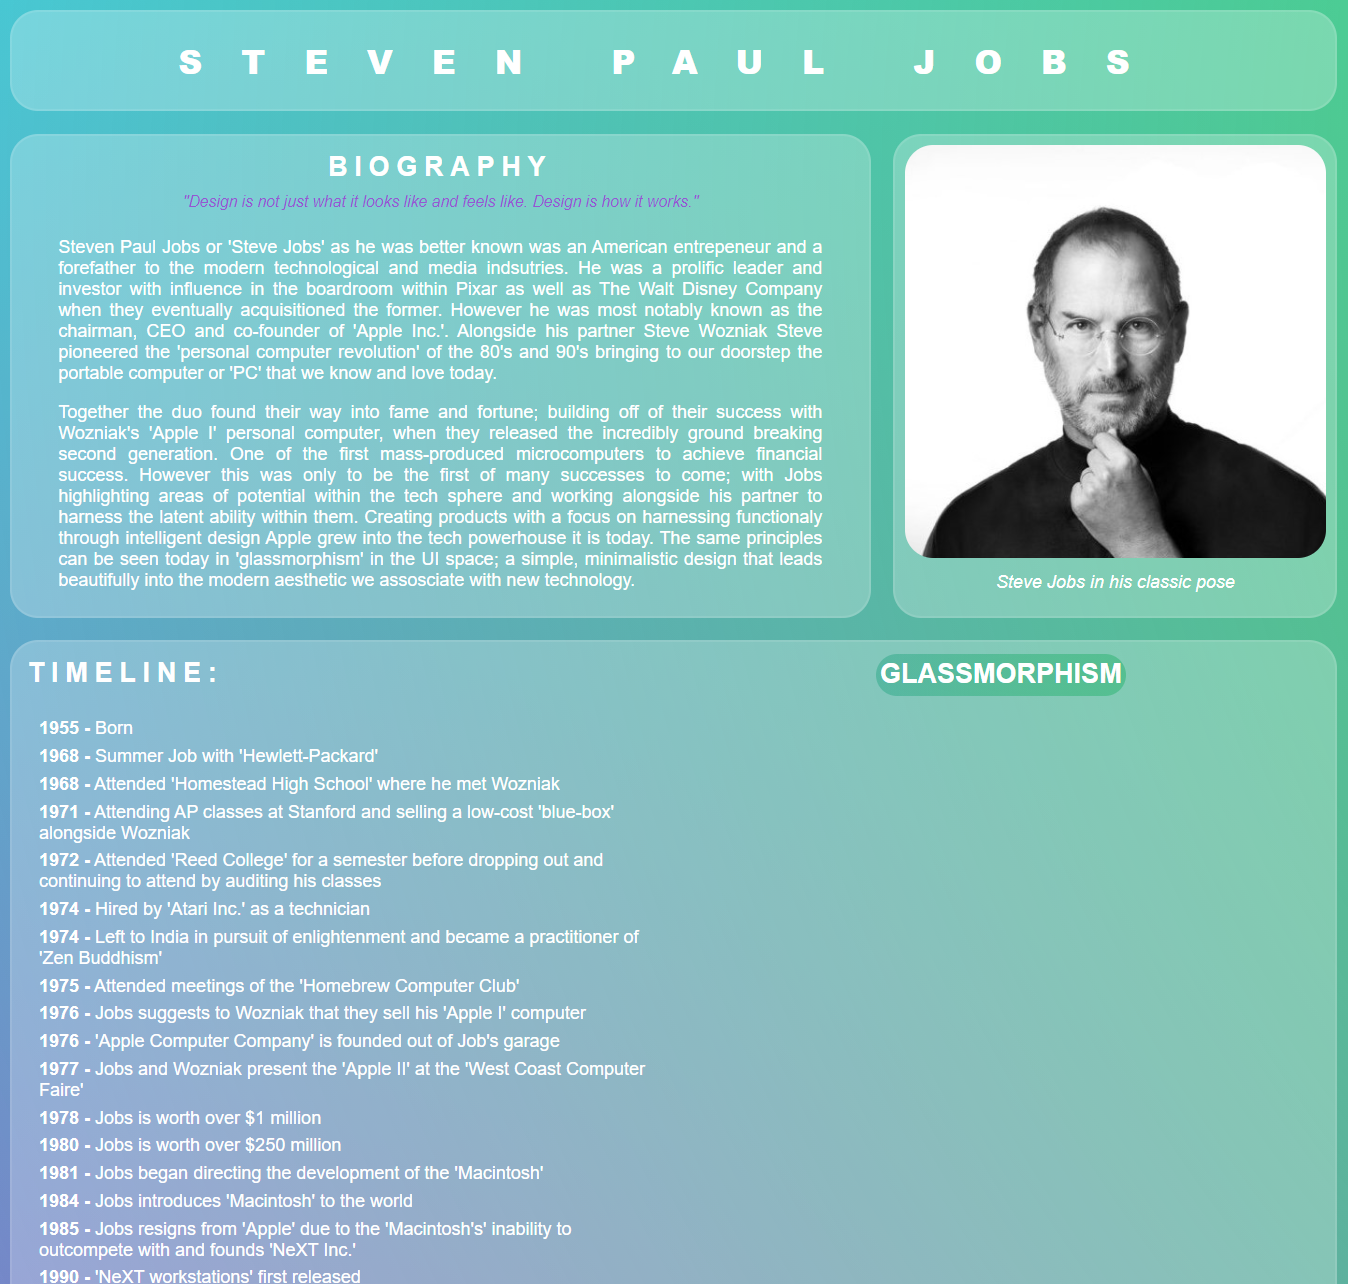 STEVEN PAUL JOBS
BIOGRAPHY
"Design is not just what it looks like and feels like. Design is how it works."
Steven Paul Jobs or 'Steve Jobs' as he was better known was an American entrepeneur and a
forefather to the modern technological and media indsutries. He was a prolific leader and
investor with influence in the boardroom within Pixar as well as The Walt Disney Company
when they eventually acquisitioned the former. However he was most notably known as the
chairman, CEO and co-founder of 'Apple Inc.'. Alongside his partner Steve Wozniak Steve
pioneered the 'personal computer revolution' of the 80's and 90's bringing to our doorstep the
portable computer or 'PC' that we know and love today.
Together the duo found their way into fame and fortune; building off of their success with
Wozniak's 'Apple I' personal computer, when they released the incredibly ground breaking
second generation. One of the first mass-produced microcomputers to achieve financial
success. However this was only to be the first of many successes to come; with Jobs
highlighting areas of potential within the tech sphere and working alongside his partner to
harness the latent ability within them. Creating products with a focus on harnessing functionaly
through intelligent design Apple grew into the tech powerhouse it is today. The same principles
can be seen today in 'glassmorphism' in the UI space; a simple, minimalistic design that leads
beautifully into the modern aesthetic we assosciate with new technology.
Steve Jobs in his classic pose
TIMELINE:
1955 - Born
1968 - Summer Job with 'Hewlett-Packard'
1968 - Attended 'Homestead High School' where he met Wozniak
1971 - Attending AP classes at Stanford and selling a low-cost 'blue-box'
alongside Wozniak
1972 - Attended 'Reed College' for a semester before dropping out and
continuing to attend by auditing his classes
1974 - Hired by 'Atari Inc.' as a technician
1974 - Left to India in pursuit of enlightenment and became a practitioner of
'Zen Buddhism'
1975 - Attended meetings of the 'Homebrew Computer Club'
1976 - Jobs suggests to Wozniak that they sell his 'Apple I' computer
1976 - 'Apple Computer Company' is founded out of Job's garage
1977 - Jobs and Wozniak present the 'Apple II' at the 'West Coast Computer
Faire'
1978 - Jobs is worth over $1 million
1980 - Jobs is worth over $250 million
1981 - Jobs began directing the development of the 'Macintosh'
1984 - Jobs introduces 'Macintosh' to the world
1985 - Jobs resigns from 'Apple' due to the 'Macintosh's' inability to
outcompete with and founds 'NeXT Inc.'
1990 - 'NeXT workstations' first released
GLASSMORPHISM